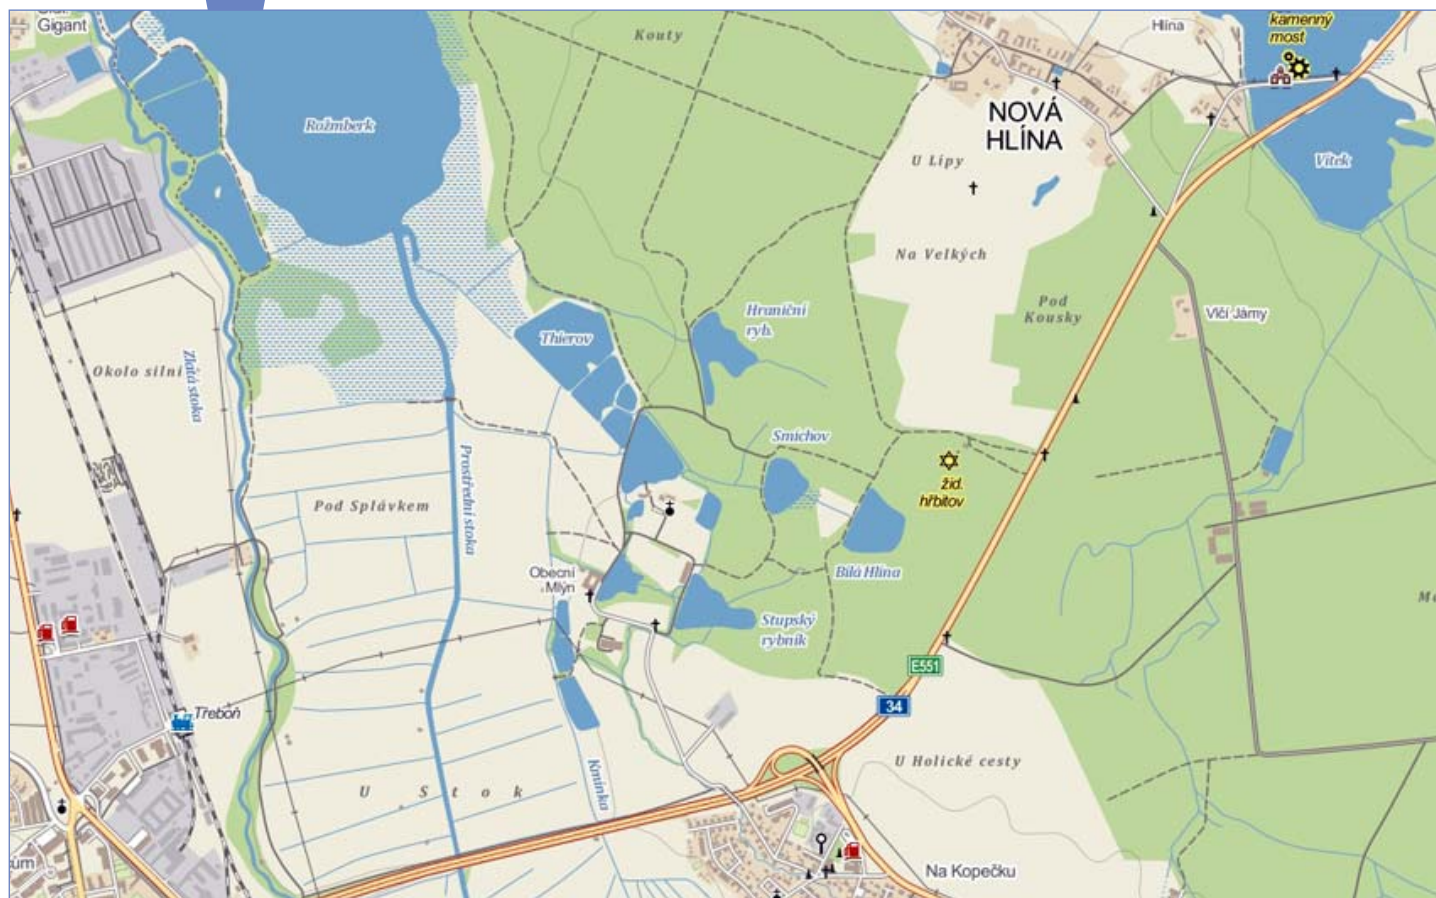 Gigant
Kouty
Hlína
kamenný
most
Rožmberk
NOVÁ
HLÍNA
U Lípy
Vítek
Na Velkých
Pod
Kousky
Vlčí Jámy
Hraniční
ryb.
Thierov
Okolo silni
Zlatá stoka
Smíchov
Prostřední stoka
Pod Splávkem
žid.
hřbitov
Obecní
Mlýn
Bílá Hlína
Stupský
rybník
E551
34
Třeboň
U Holické cesty
U Stok
Kmínka
Na Kopečku